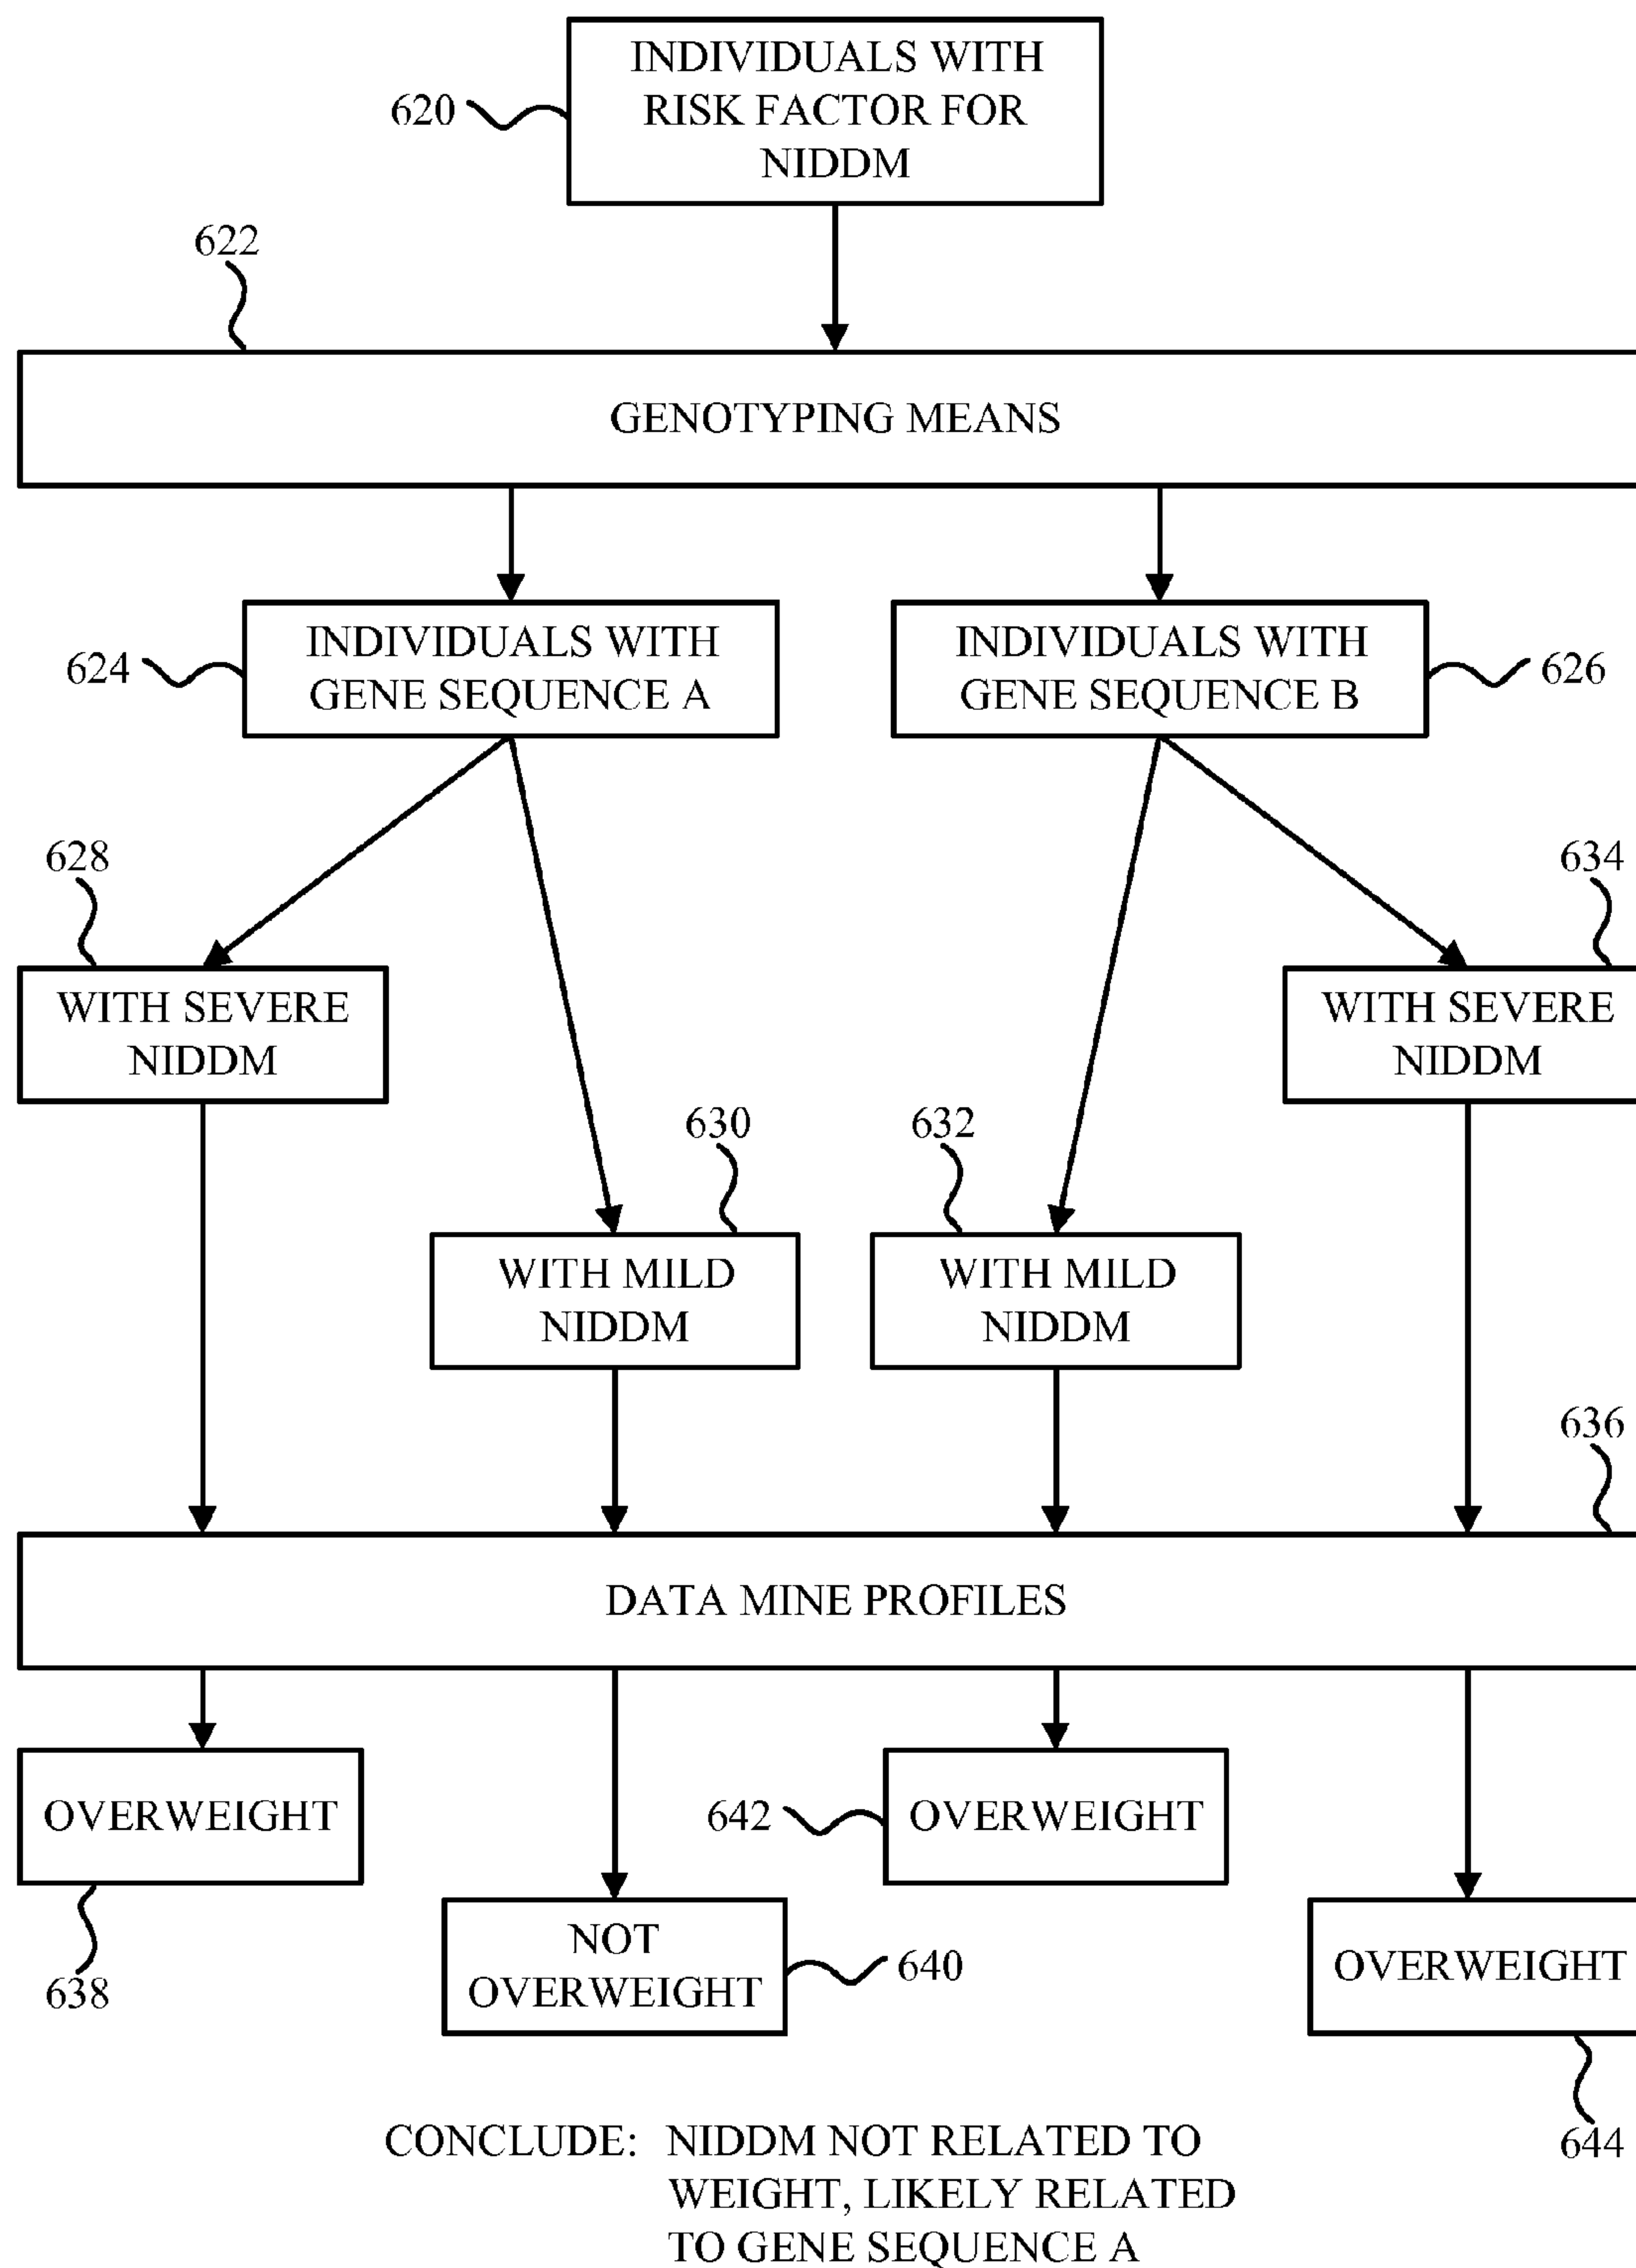 INDIVIDUALS WITH
RISK FACTOR FOR
NIDDM
620
622
GENOTYPING MEANS
INDIVIDUALS WITH
GENE SEQUENCE A
624
INDIVIDUALS WITH
GENE SEQUENCE B
626
628
634
WITH SEVERE
NIDDM
WITH SEVERE
NIDDM
630
632
WITH MILD
NIDDM
WITH MILD
NIDDM
636
DATA MINE PROFILES
OVERWEIGHT
642
OVERWEIGHT
638
NOT
OVERWEIGHT
640
OVERWEIGHT
644
CONCLUDE: NIDDM NOT RELATED TO
WEIGHT, LIKELY RELATED
TO GENE SEQUENCE A